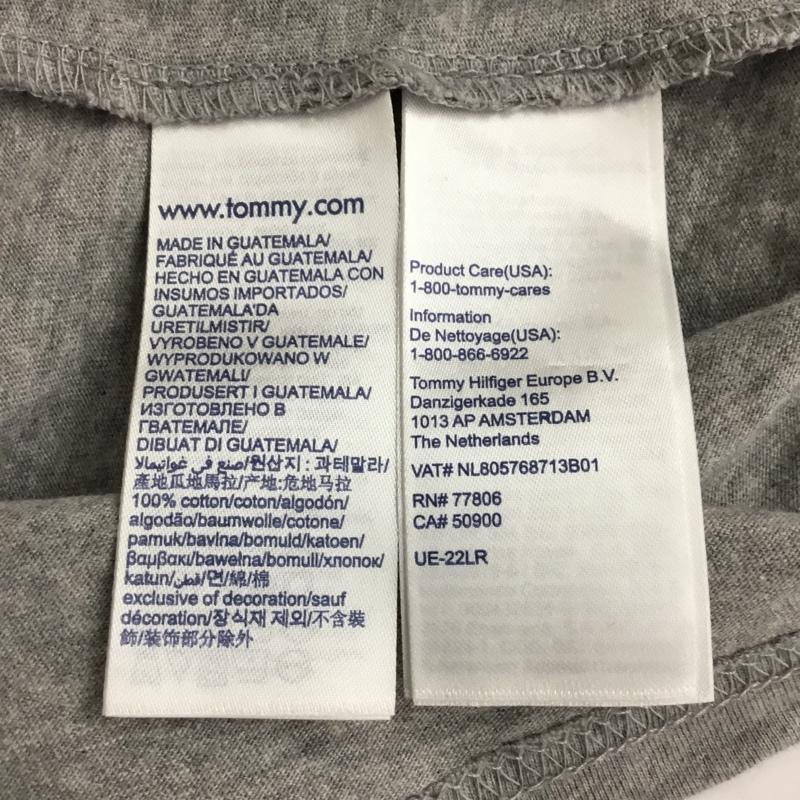 www.tommy.com
MADE IN GUATEMALA/
FABRIQUÉ AU GUATEMALA/
HECHO EN GUATEMALA CON
INSUMOS IMPORTADOS/
GUATEMALA'DA
URETILMISTIR/
VYROBENO V GUATEMALE/
WYPRODUKOWANO W
GWATEMALI/
PRODUSERT I GUATEMALA/
ИЗГОТОВЛЕНО В
ГВАТЕМАЛЕ/
DIBUAT DI GUATEMALA/
صنع في غواتيمالا/원산지 : 과테말라/
產地瓜地馬拉/产地:危地马拉
100% cotton/coton/algodón/
algodão/baumwolle/cotone/
pamuk/bavlna/bomuld/katoen/
βαμβακι/bawełna/bomull/хлопок/
katun/قطن/면/綿/棉
exclusive of decoration/sauf
décoration/장식재 제외/不含裝
飾/装饰部分除外
Product Care(USA):
1-800-tommy-cares
Information
De Nettoyage(USA):
1-800-866-6922
Tommy Hilfiger Europe B.V.
Danzigerkade 165
1013 AP AMSTERDAM
The Netherlands
VAT# NL805768713B01
RN# 77806
CA# 50900
UE-22LR